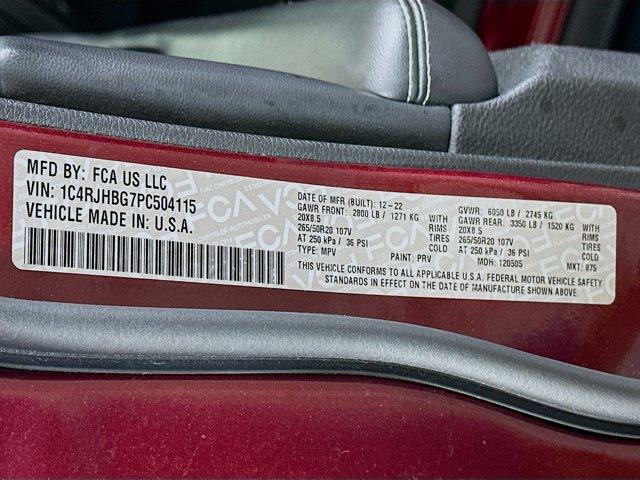 MFD BY: FCA US LLC
VIN: 1C4RJHBG7PC504115
VEHICLE MADE IN: U.S.A.
DATE OF MFR (BUILT): 12-22
GAWR FRONT: 2800 LB / 1271 KG WITH
20X8.5 RIMS
265/50R20 107V TIRES
AT 250 kPa / 36 PSI COLD
TYPE: MPV PAINT: PRV
GVWR: 6050 LB / 2745 KG
GAWR REAR: 3350 LB / 1520 KG WITH
20X8.5 RIMS
265/50R20 107V TIRES
AT 250 kPa / 36 PSI COLD
MDH: 120505 MKT: 875
THIS VEHICLE CONFORMS TO ALL APPLICABLE U.S.A. FEDERAL MOTOR VEHICLE SAFETY
STANDARDS IN EFFECT ON THE DATE OF MANUFACTURE SHOWN ABOVE.